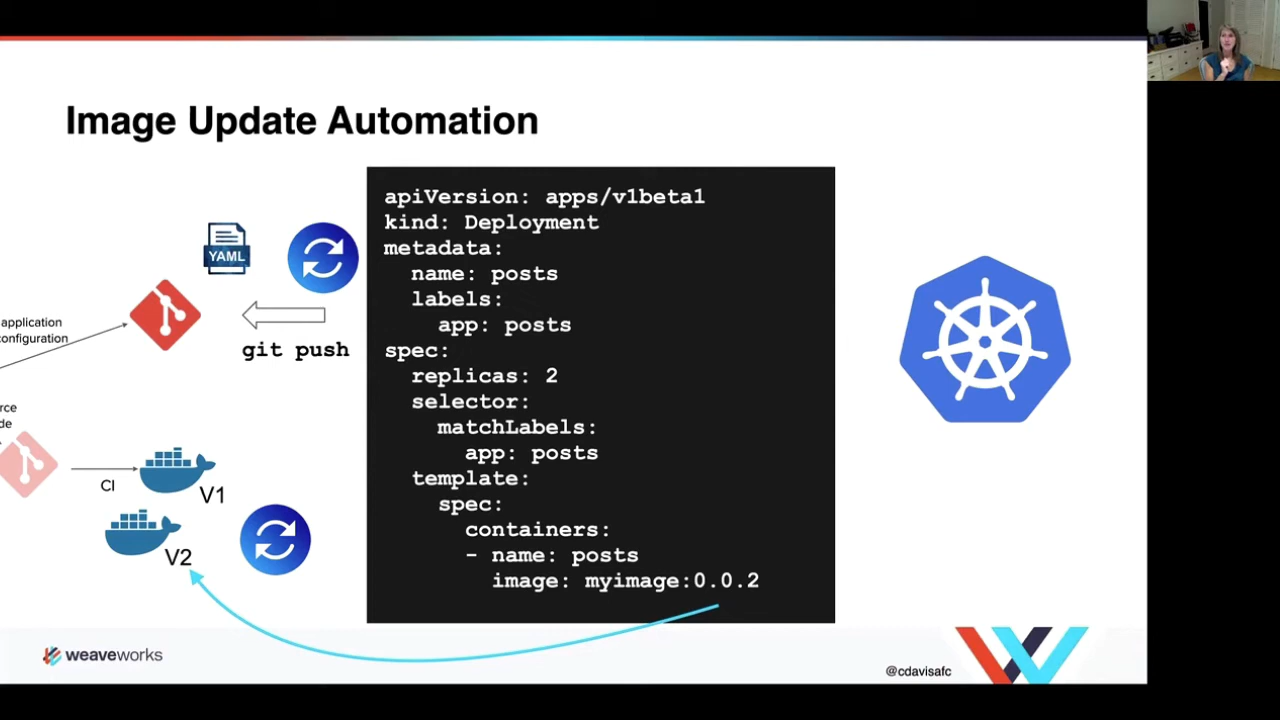 Image Update Automation
YAML
application
configuration
git push
rce
de
CI
V1
V2
apiVersion: apps/v1beta1
kind: Deployment
metadata:
  name: posts
  labels:
    app: posts
spec:
  replicas: 2
  selector:
    matchLabels:
      app: posts
  template:
    spec:
      containers:
      - name: posts
        image: myimage:0.0.2
weaveworks
@cdavisafc